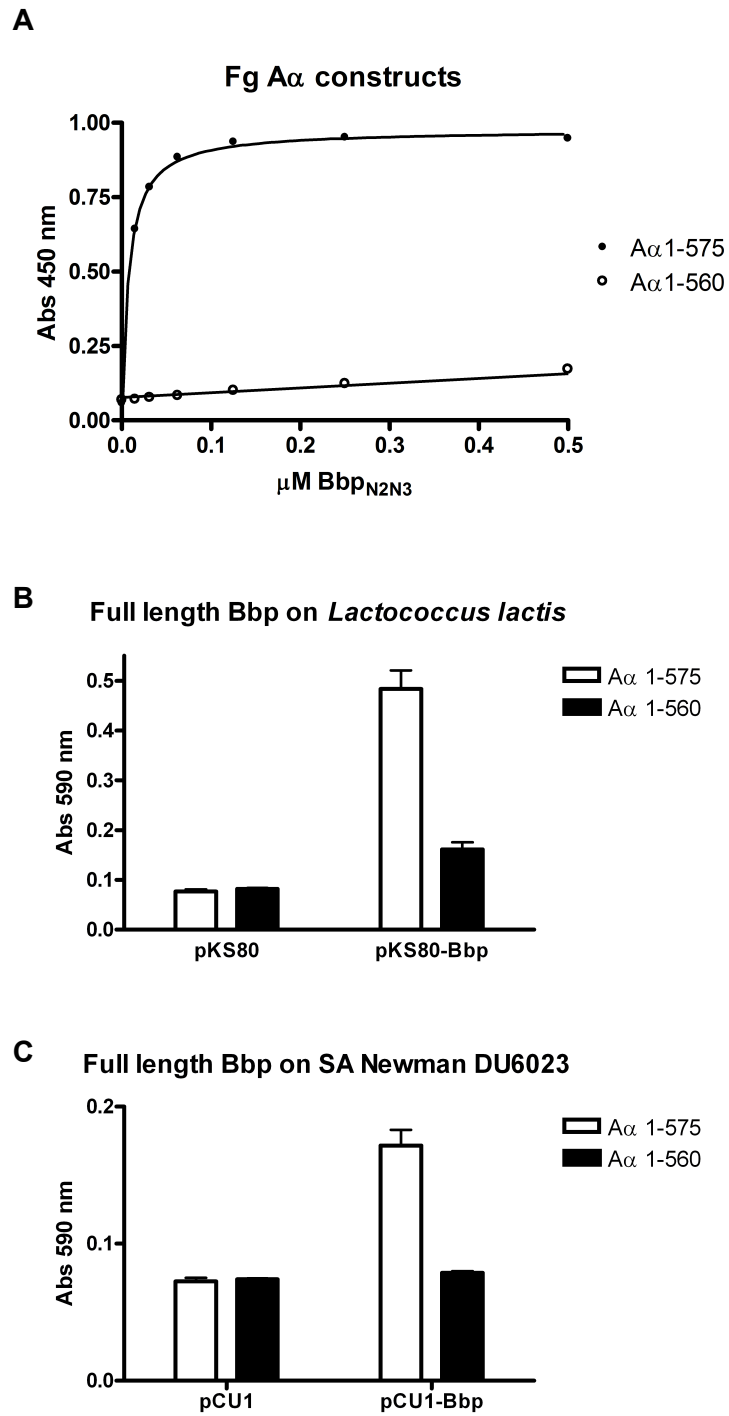 A
Fg Aα constructs
1.00
0.75
0.50
0.25
0.00
Abs 450 nm
0.0 0.1 0.2 0.3 0.4 0.5
μM BbpN2N3
Aα1-575
Aα1-560
B
Full length Bbp on Lactococcus lactis
0.5
0.4
0.3
0.2
0.1
0.0
Abs 590 nm
pKS80 pKS80-Bbp
Aα 1-575
Aα 1-560
C
Full length Bbp on SA Newman DU6023
0.2
0.1
0.0
Abs 590 nm
pCU1 pCU1-Bbp
Aα 1-575
Aα 1-560